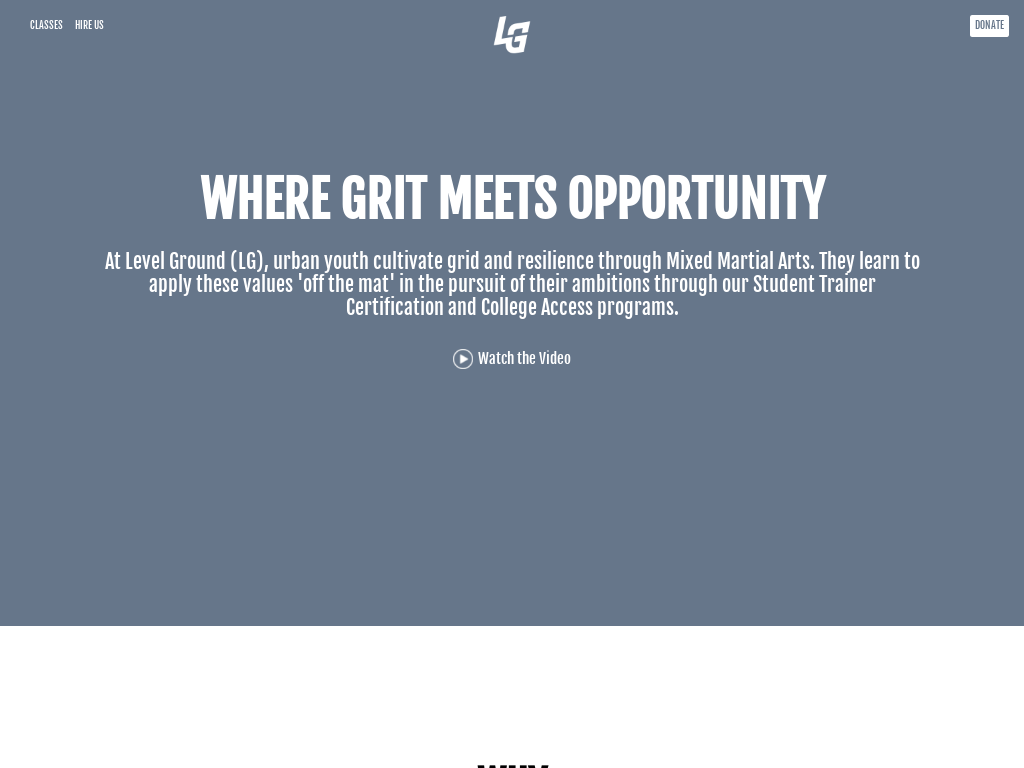 CLASSES HIRE US
LG
DONATE
WHERE GRIT MEETS OPPORTUNITY
At Level Ground (LG), urban youth cultivate grid and resilience through Mixed Martial Arts. They learn to
apply these values 'off the mat' in the pursuit of their ambitions through our Student Trainer
Certification and College Access programs.
Watch the Video